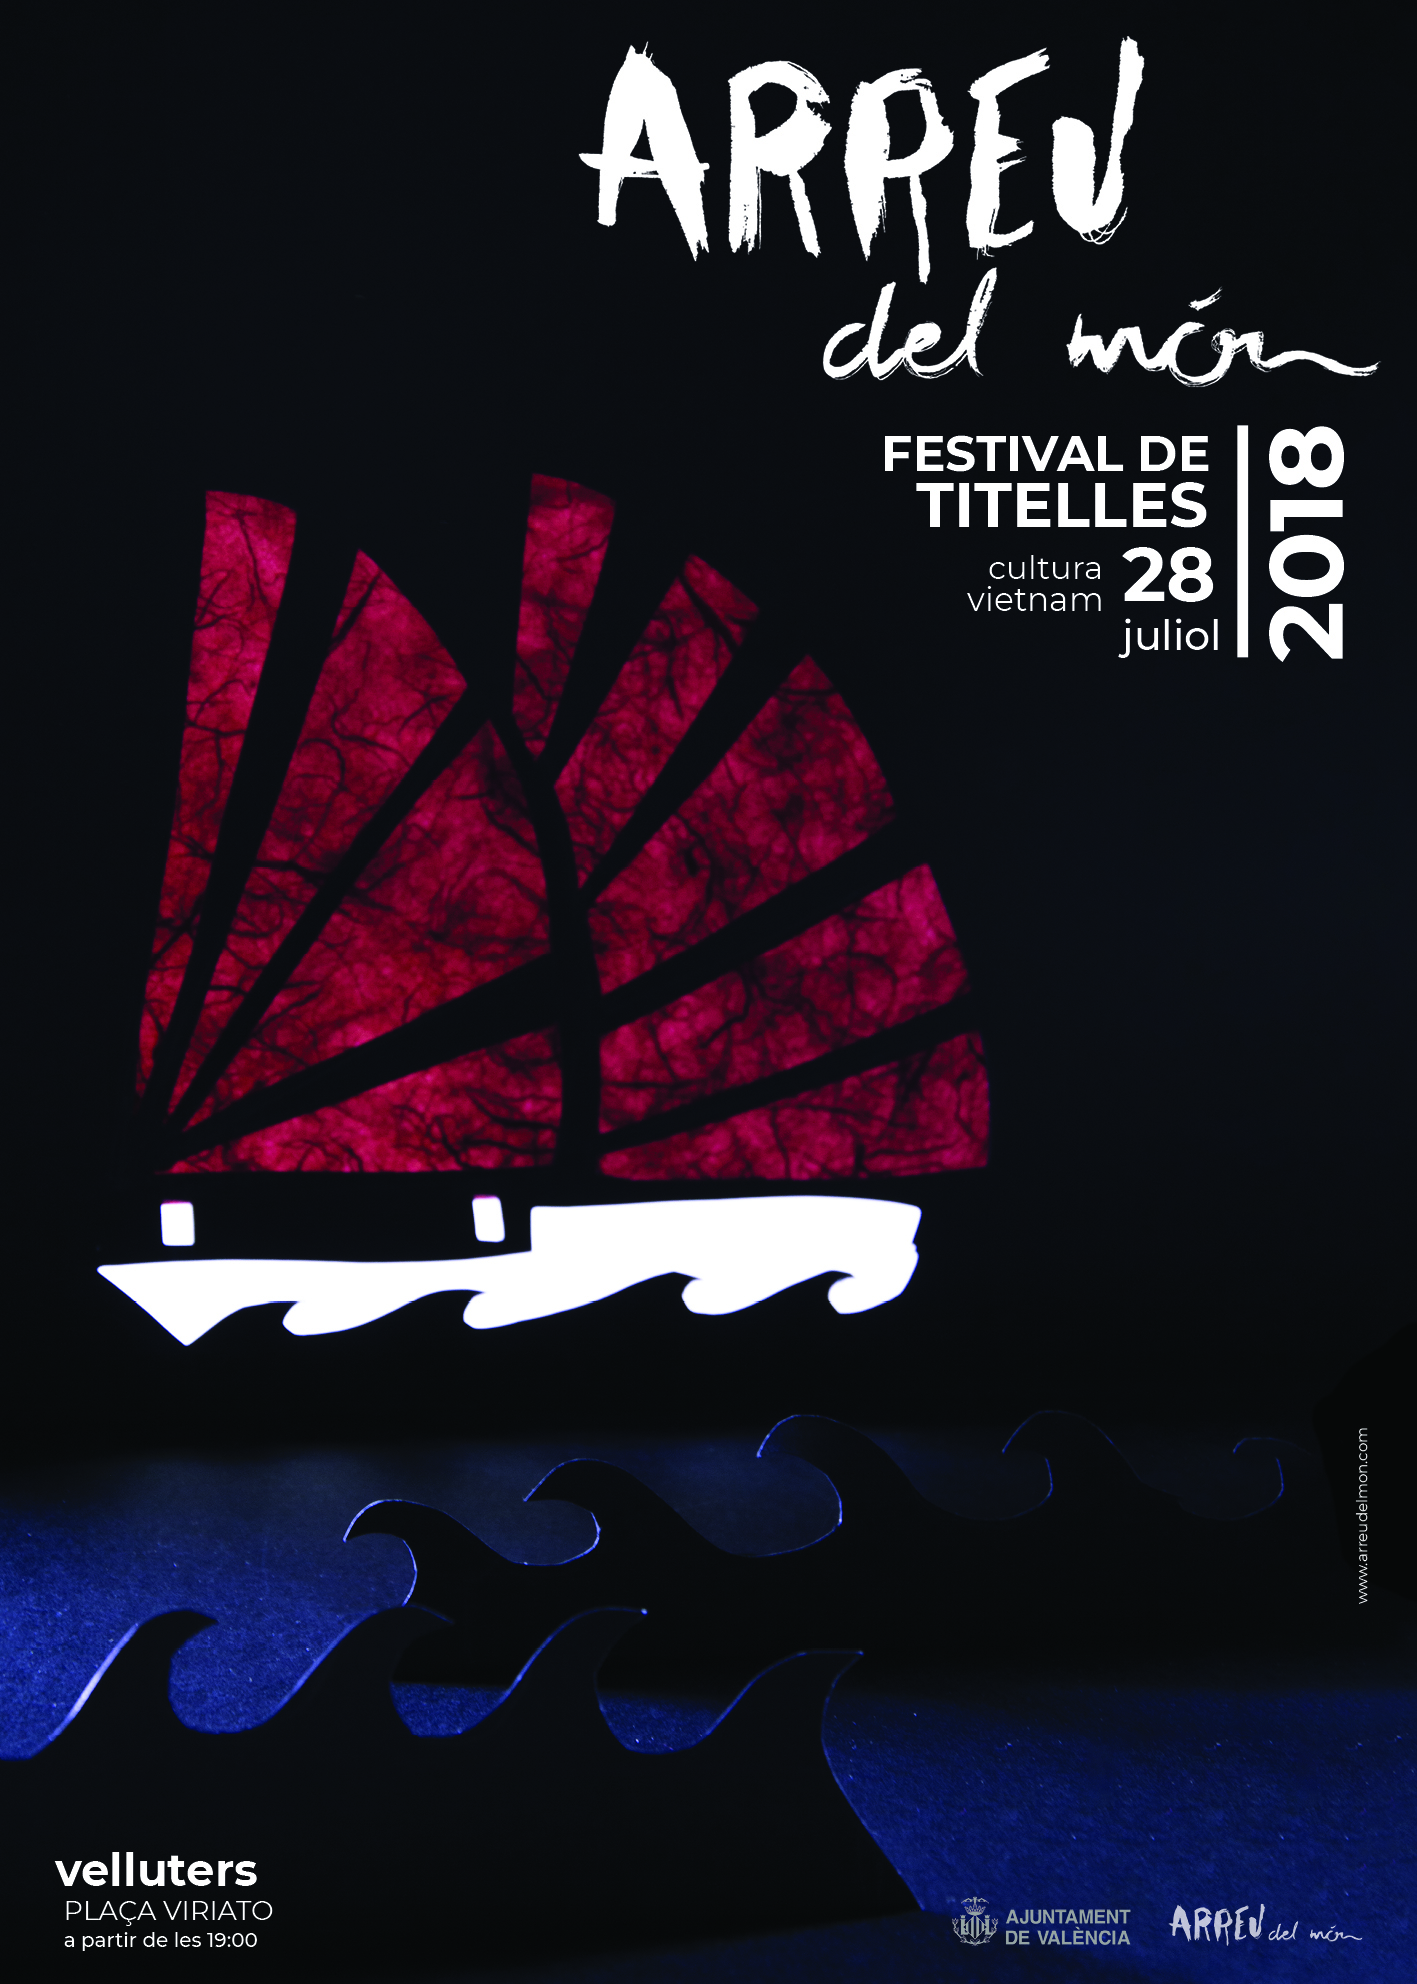 ARREU
del món
FESTIVAL DE
TITELLES
cultura
vietnam
28
juliol
2018
www.arreudelmon.com
velluters
PLAÇA VIRIATO
a partir de les 19:00
AJUNTAMENT
DE VALÈNCIA
ARREU del món